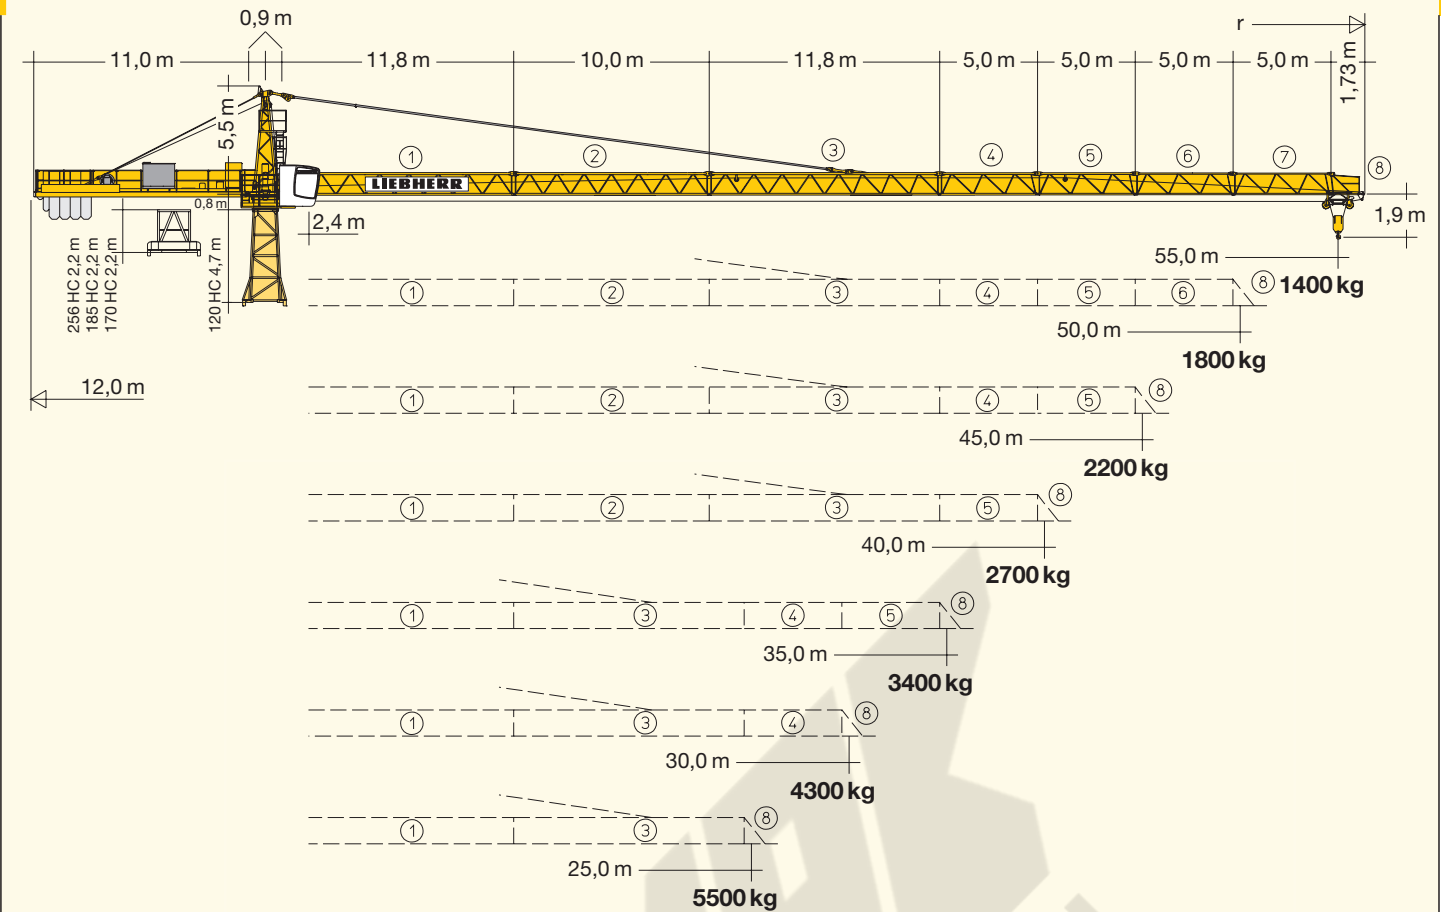 0,9 m
r
11,0 m 11,8 m 10,0 m 11,8 m 5,0 m 5,0 m 5,0 m 5,0 m
1,73 m
5,5 m
1 2 3 4 5 6 7 8
LIEBHERR
0,8 m
2,4 m
1,9 m
256 HC 2,2 m
185 HC 2,2 m
170 HC 2,2 m
120 HC 4,7 m
55,0 m
1400 kg
1 2 3 4 5 6 8
50,0 m
1800 kg
12,0 m
1 2 3 4 5 8
45,0 m
2200 kg
1 2 3 5 8
40,0 m
2700 kg
1 3 4 5 8
35,0 m
3400 kg
1 3 4 8
30,0 m
4300 kg
1 3 8
25,0 m
5500 kg